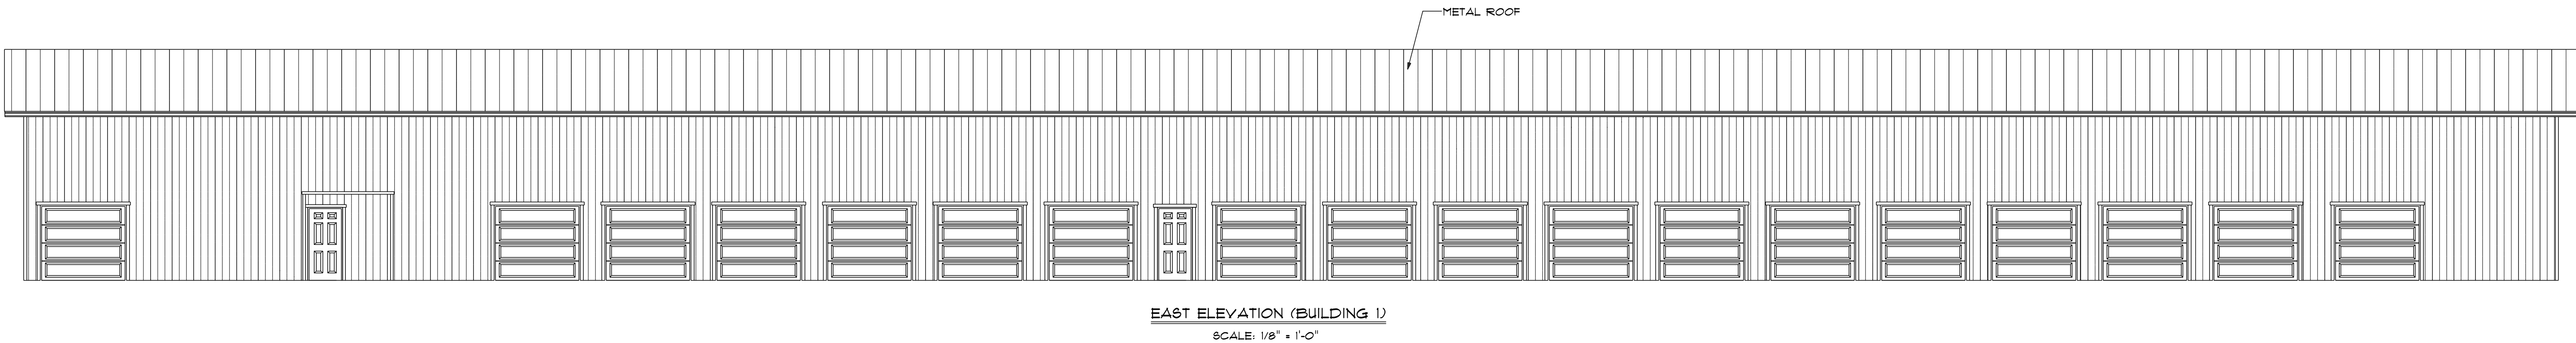 METAL ROOF
EAST ELEVATION (BUILDING 1)
SCALE: 1/8" = 1'-0"